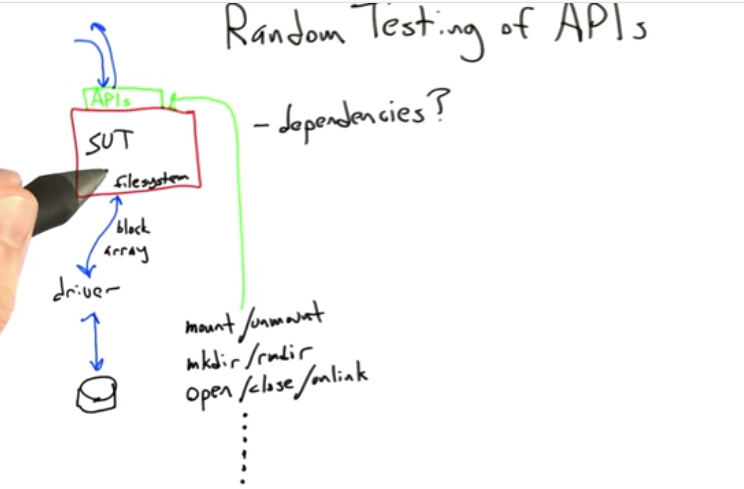 Random Testing of APIs
APIs
- dependencies?
SUT
filesystem
block
array
driver
mount/unmount
mkdir/rmdir
open/close/unlink